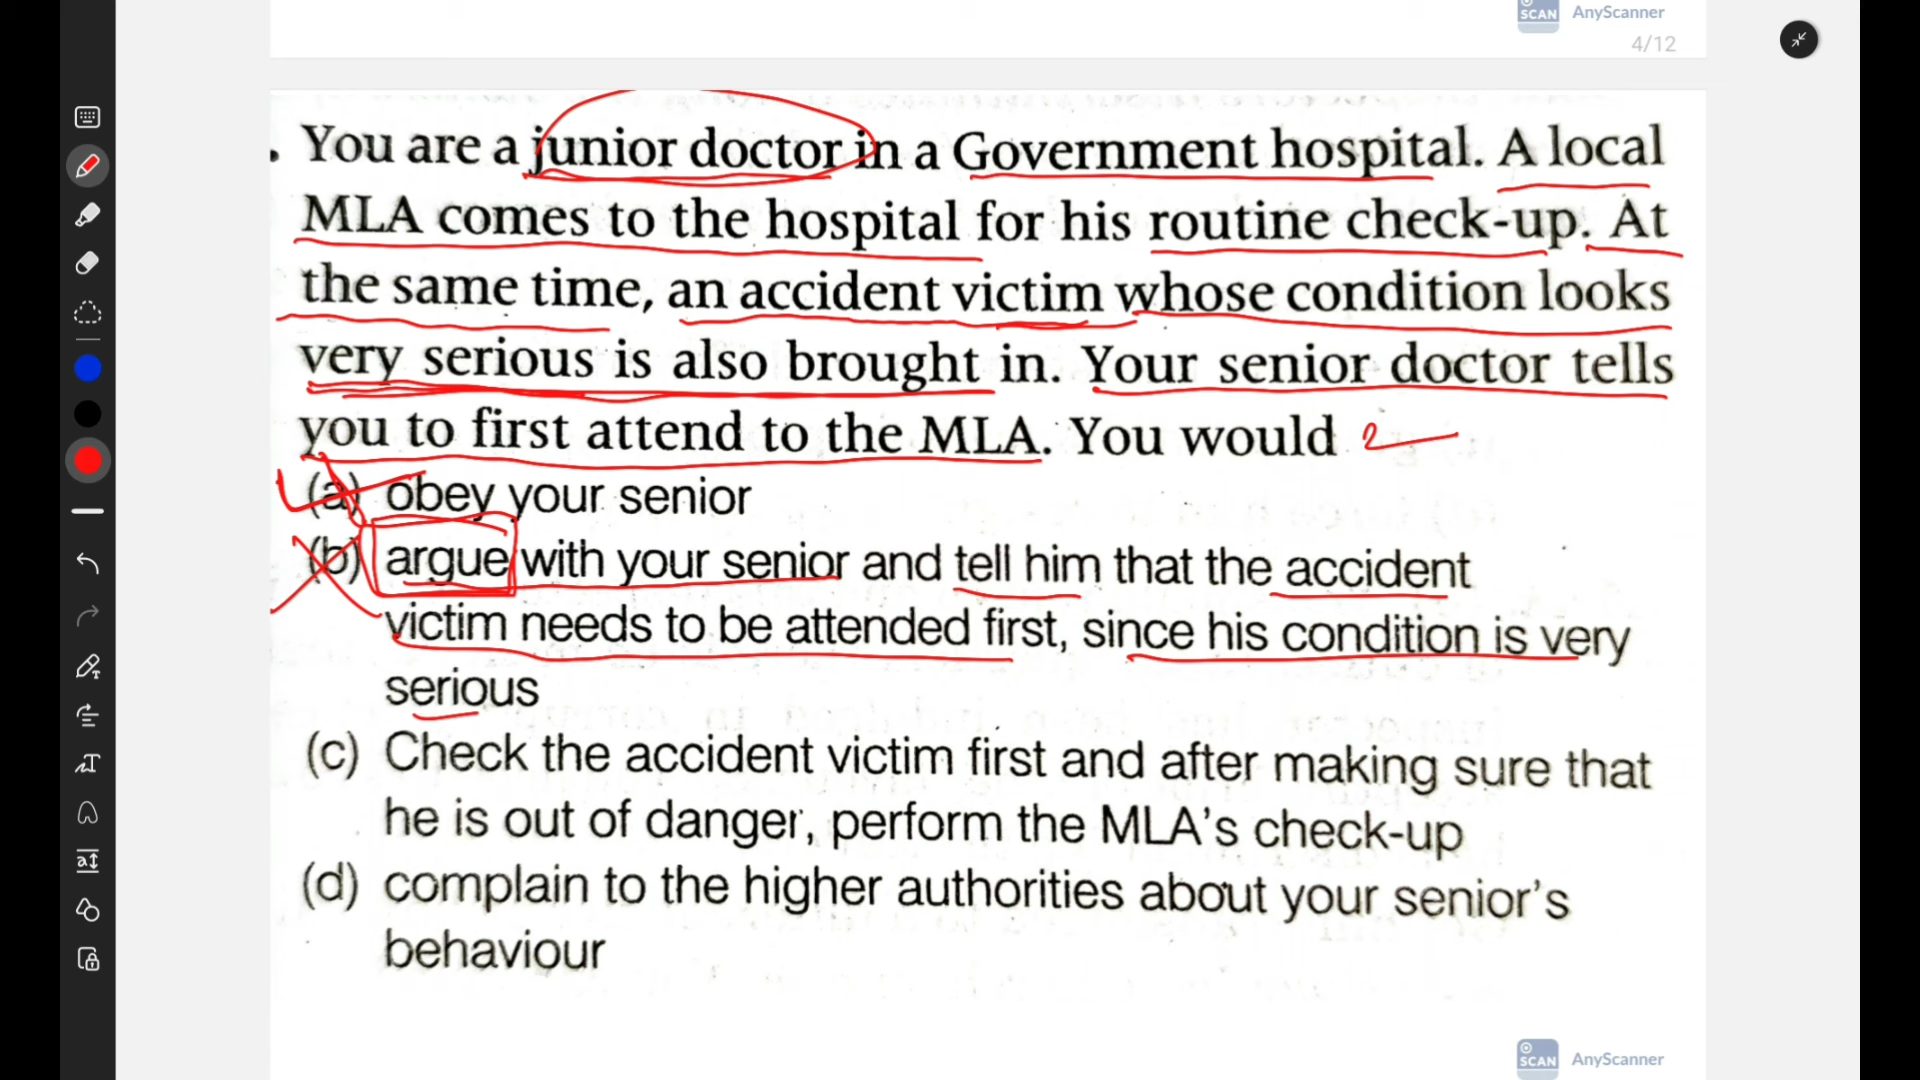 SCAN AnyScanner
4/12
. You are a junior doctor in a Government hospital. A local
MLA comes to the hospital for his routine check-up. At
the same time, an accident victim whose condition looks
very serious is also brought in. Your senior doctor tells
you to first attend to the MLA. You would
(a) obey your senior
(b) argue with your senior and tell him that the accident
victim needs to be attended first, since his condition is very
serious
(c) Check the accident victim first and after making sure that
he is out of danger, perform the MLA's check-up
(d) complain to the higher authorities about your senior's
behaviour
SCAN AnyScanner